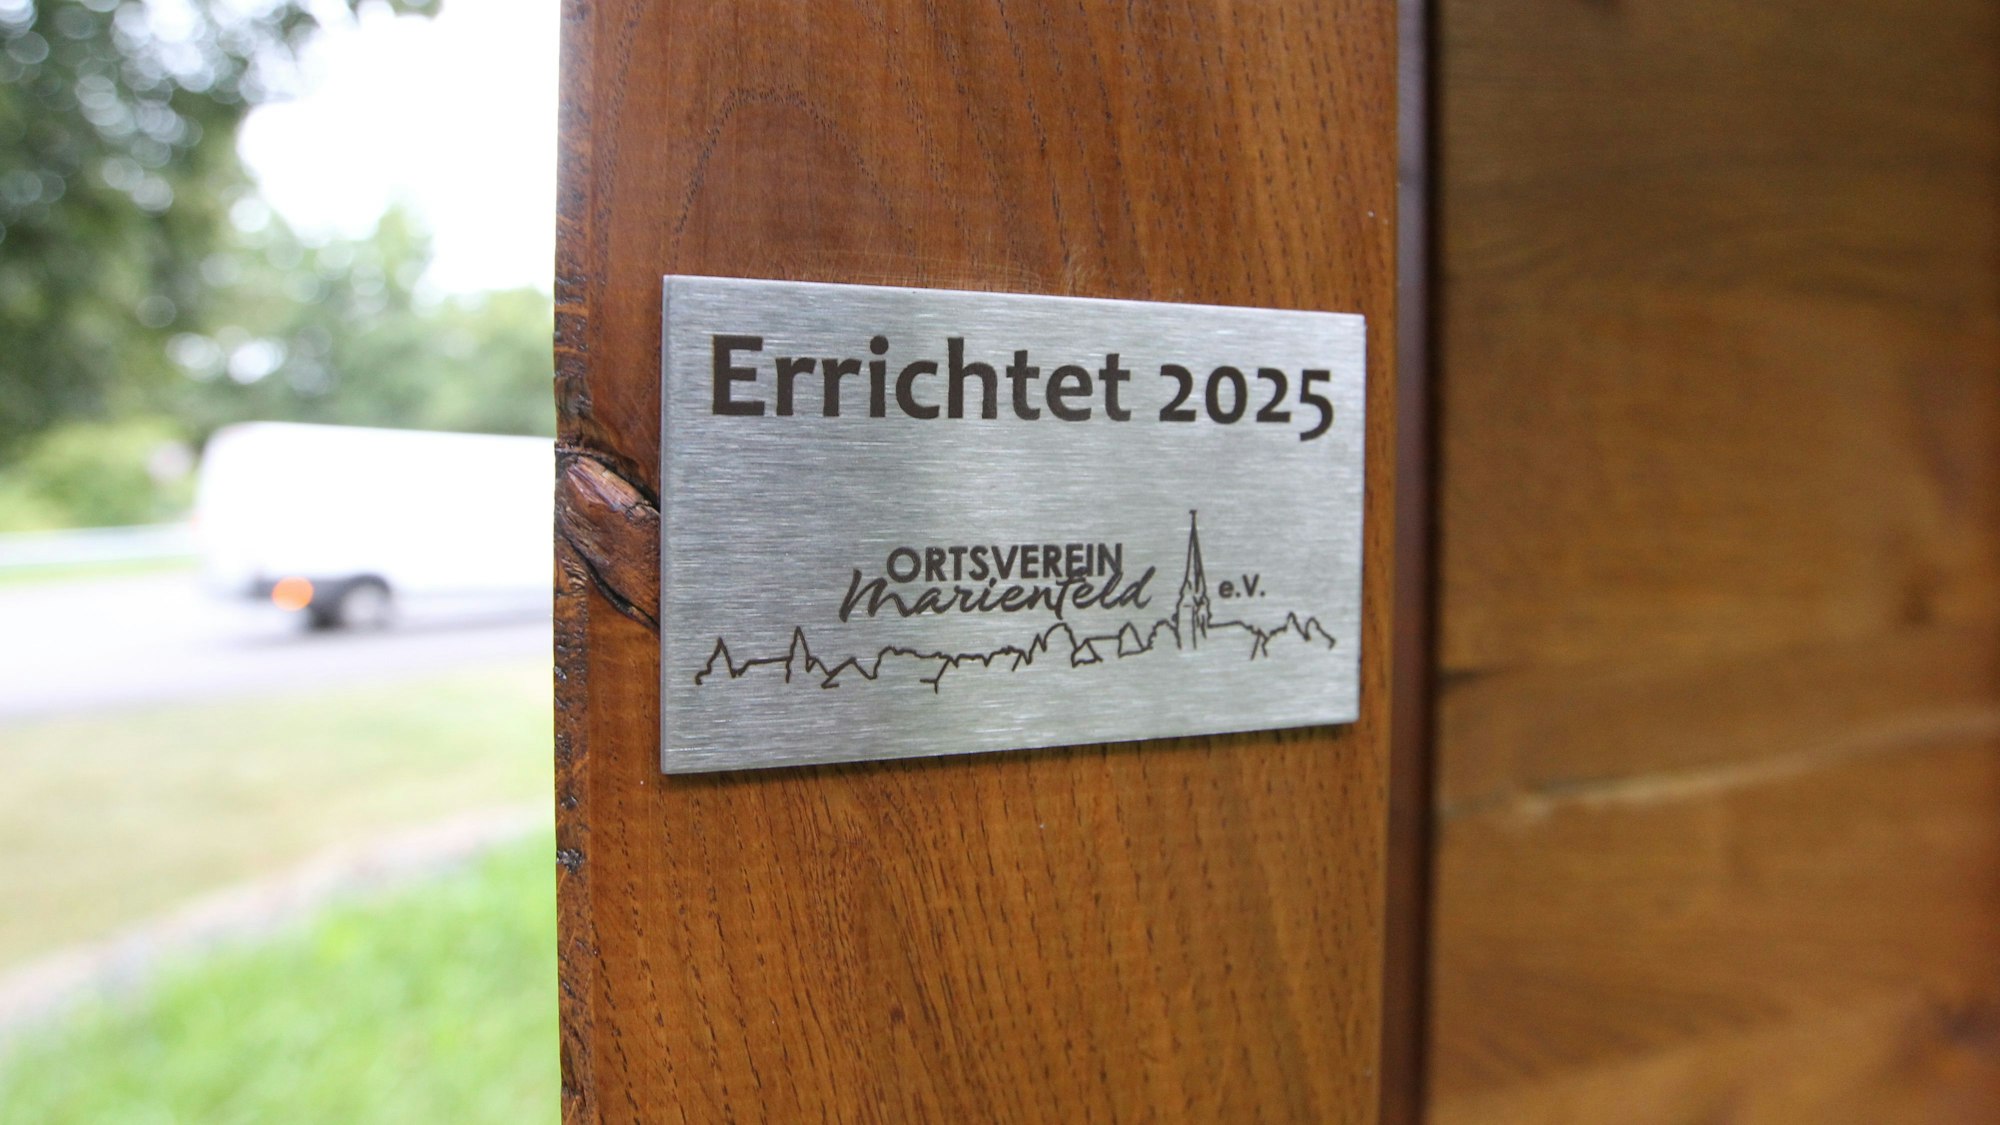 Errichtet 2025
ORTSVEREIN
Marienfeld e.V.